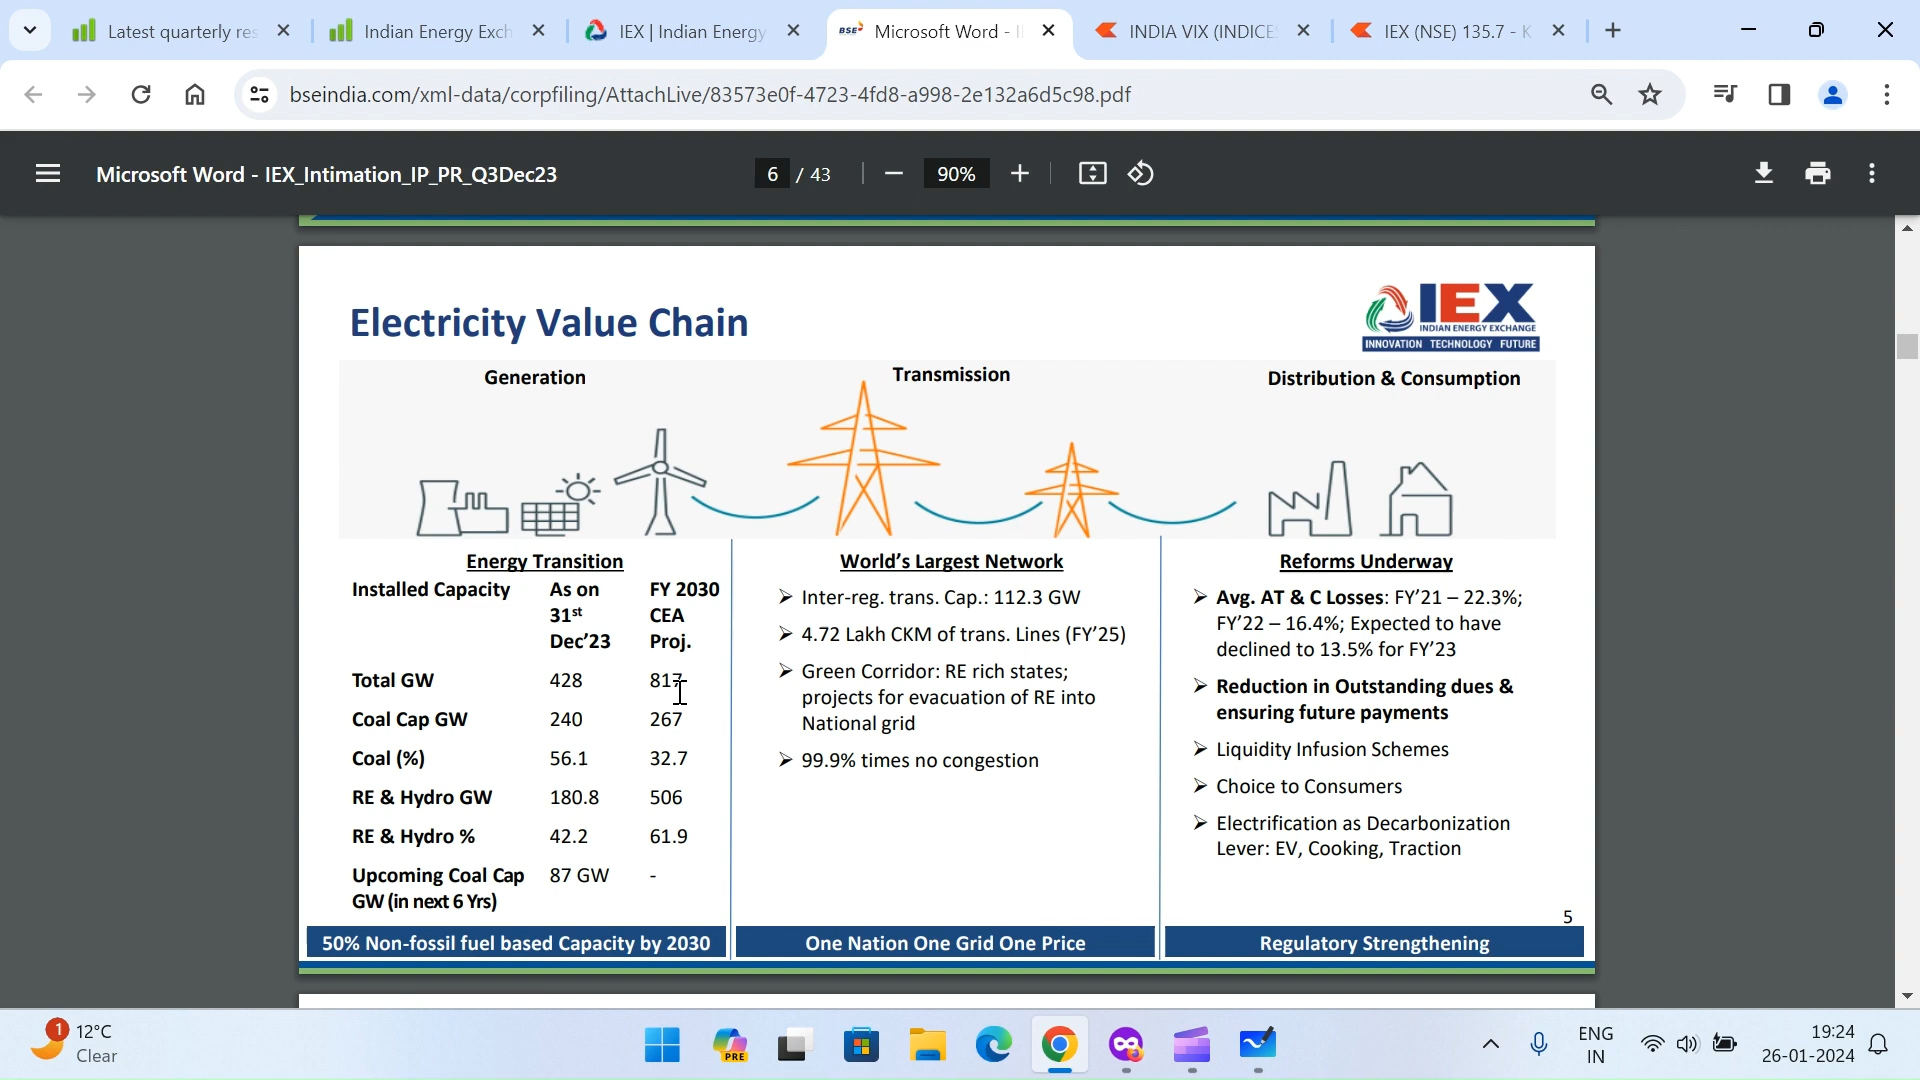 Latest quarterly res
Indian Energy Exch
IEX | Indian Energy
BSE
Microsoft Word - I
INDIA VIX (INDICES
IEX (NSE) 135.7 - K
bseindia.com/xml-data/corpfiling/AttachLive/83573e0f-4723-4fd8-a998-2e132a6d5c98.pdf
Microsoft Word - IEX_Intimation_IP_PR_Q3Dec23
6 / 43
90%
Electricity Value Chain
IEX
INDIAN ENERGY EXCHANGE
INNOVATION TECHNOLOGY FUTURE
Generation
Transmission
Distribution & Consumption
Energy Transition
Installed Capacity As on 31st Dec'23 FY 2030 CEA Proj.
Total GW 428 817
Coal Cap GW 240 267
Coal (%) 56.1 32.7
RE & Hydro GW 180.8 506
RE & Hydro % 42.2 61.9
Upcoming Coal Cap 87 GW -
GW (in next 6 Yrs)
50% Non-fossil fuel based Capacity by 2030
World's Largest Network
➢ Inter-reg. trans. Cap.: 112.3 GW
➢ 4.72 Lakh CKM of trans. Lines (FY'25)
➢ Green Corridor: RE rich states;
projects for evacuation of RE into
National grid
➢ 99.9% times no congestion
One Nation One Grid One Price
Reforms Underway
➢ Avg. AT & C Losses: FY'21 – 22.3%;
FY'22 – 16.4%; Expected to have
declined to 13.5% for FY'23
➢ Reduction in Outstanding dues &
ensuring future payments
➢ Liquidity Infusion Schemes
➢ Choice to Consumers
➢ Electrification as Decarbonization
Lever: EV, Cooking, Traction
5
Regulatory Strengthening
1
12°C
Clear
PRE
ENG
IN
19:24
26-01-2024